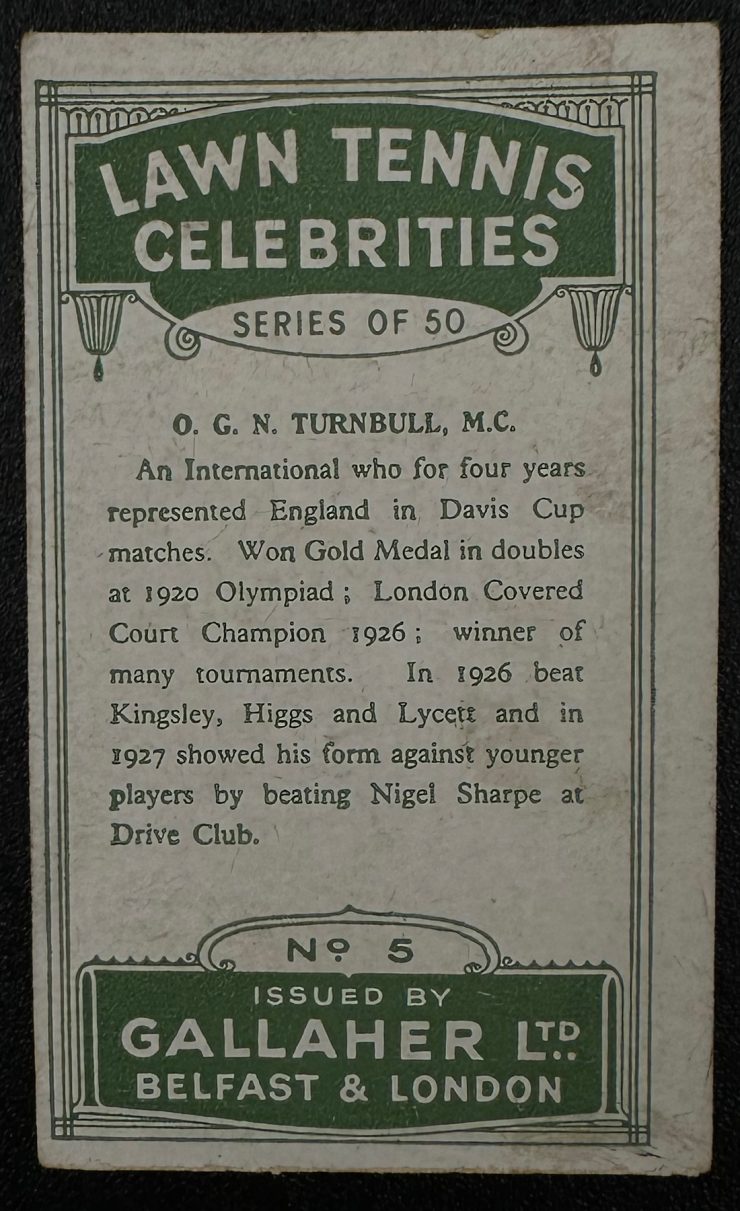 LAWN TENNIS
CELEBRITIES
SERIES OF 50
O. G. N. TURNBULL, M.C.
An International who for four years
represented England in Davis Cup
matches. Won Gold Medal in doubles
at 1920 Olympiad ; London Covered
Court Champion 1926 ; winner of
many tournaments. In 1926 beat
Kingsley, Higgs and Lycett and in
1927 showed his form against younger
players by beating Nigel Sharpe at
Drive Club.
Nº 5
ISSUED BY
GALLAHER LTD.
BELFAST & LONDON